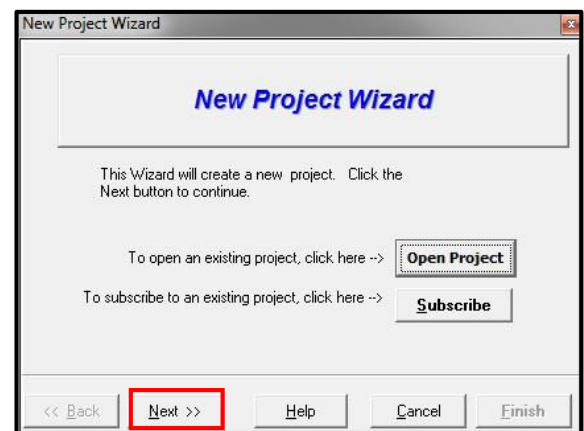 New Project Wizard
New Project Wizard
This Wizard will create a new project. Click the
Next button to continue.
To open an existing project, click here --> Open Project
To subscribe to an existing project, click here --> Subscribe
<< Back Next >> Help Cancel Finish